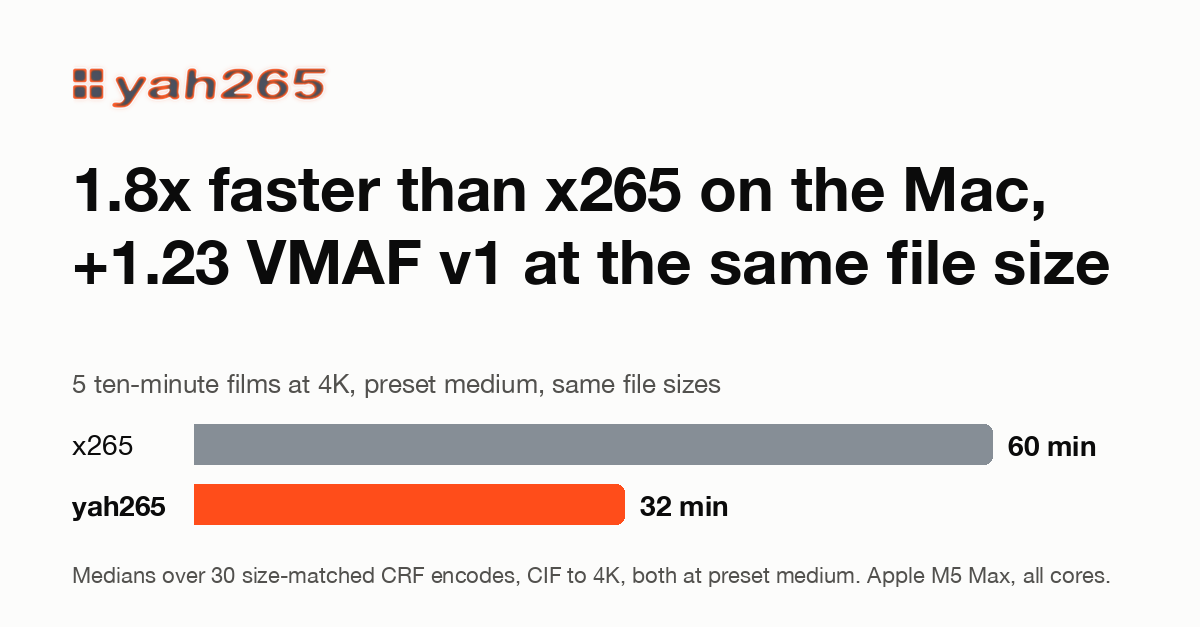 yah265
1.8x faster than x265 on the Mac,
+1.23 VMAF v1 at the same file size
5 ten-minute films at 4K, preset medium, same file sizes
x265 60 min
yah265 32 min
Medians over 30 size-matched CRF encodes, CIF to 4K, both at preset medium. Apple M5 Max, all cores.